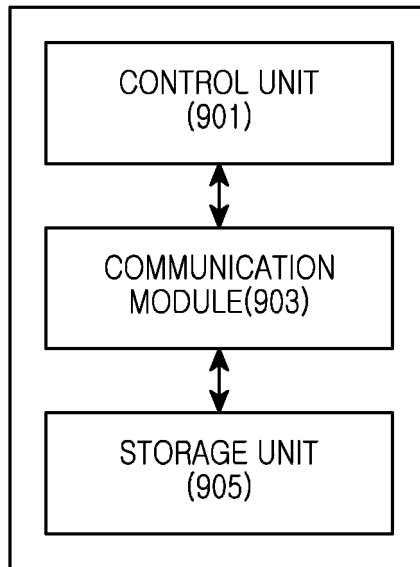 CONTROL UNIT
(901)
COMMUNICATION
MODULE(903)
STORAGE UNIT
(905)